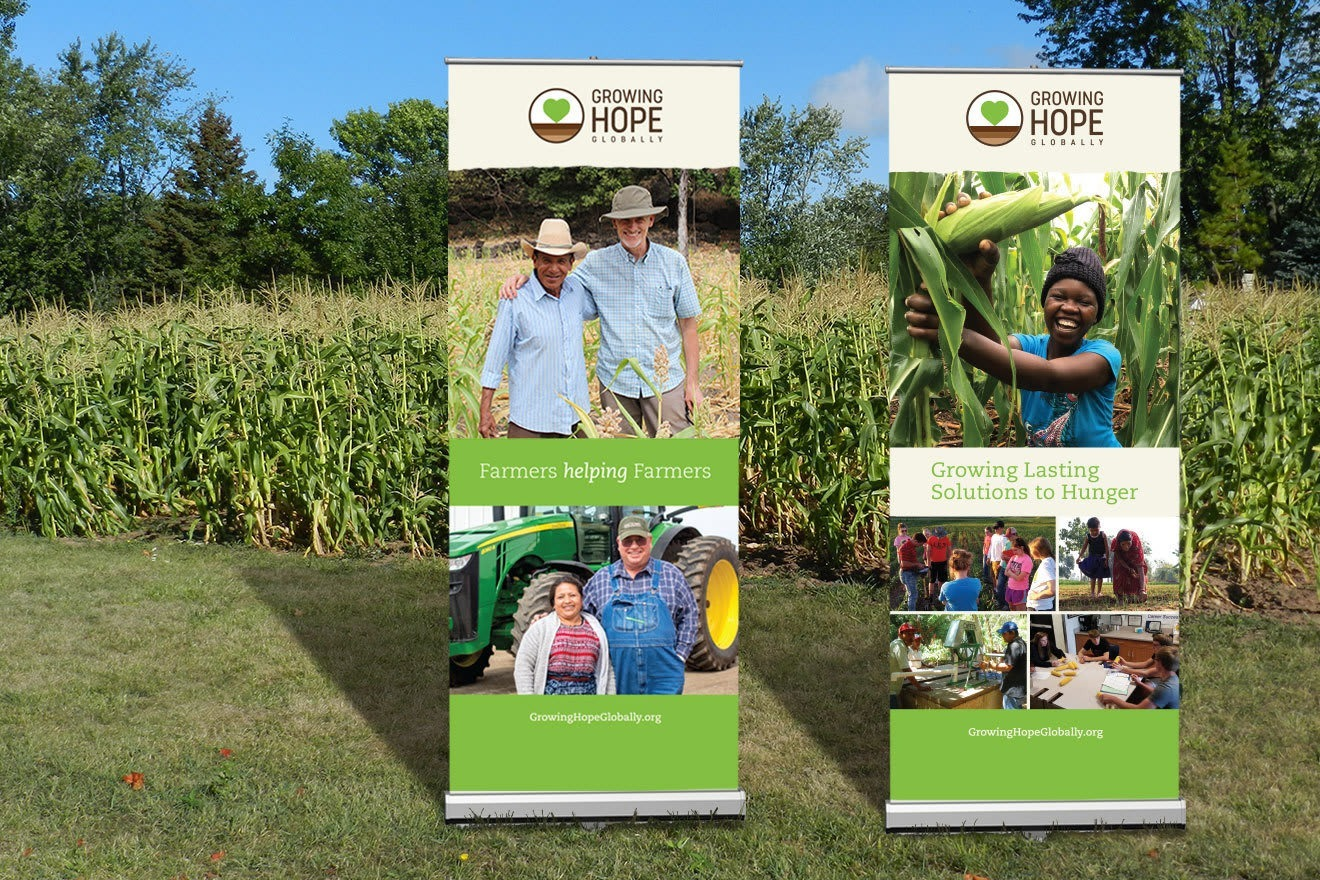 GROWING
HOPE
GLOBALLY
Farmers helping Farmers
GrowingHopeGlobally.org
GROWING
HOPE
GLOBALLY
Growing Lasting
Solutions to Hunger
GrowingHopeGlobally.org